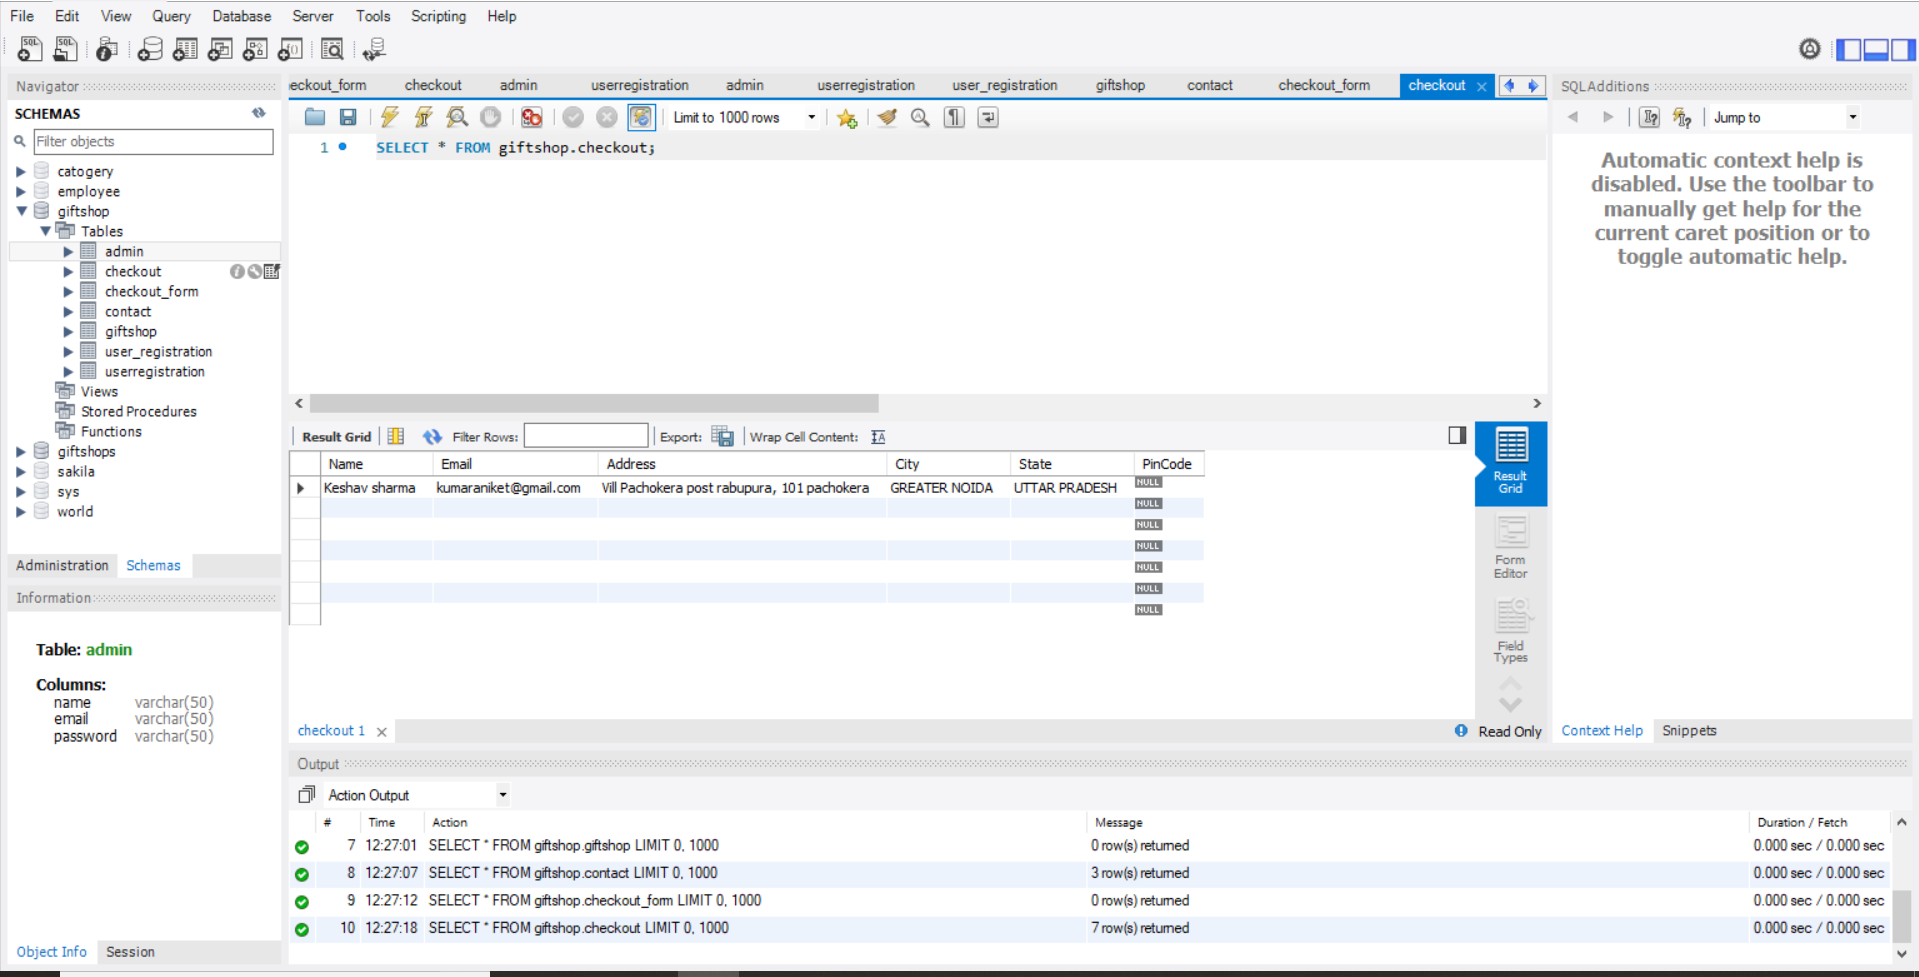 File Edit View Query Database Server Tools Scripting Help
Navigator
SCHEMAS
Filter objects
catogery
employee
giftshop
Tables
admin
checkout
checkout_form
contact
giftshop
user_registration
userregistration
Views
Stored Procedures
Functions
giftshops
sakila
sys
world
Administration Schemas
Information
Table: admin
Columns:
name varchar(50)
email varchar(50)
password varchar(50)
Object Info Session
eckout_form checkout admin userregistration admin userregistration user_registration giftshop contact checkout_form checkout
Limit to 1000 rows
1 SELECT * FROM giftshop.checkout;
Result Grid Filter Rows: Export: Wrap Cell Content:
Name Email Address City State PinCode
Keshav sharma kumaraniket@gmail.com Vill Pachokera post rabupura, 101 pachokera GREATER NOIDA UTTAR PRADESH NULL
NULL
NULL
NULL
NULL
NULL
NULL
Result
Grid
Form
Editor
Field
Types
checkout 1 Read Only
SQLAdditions
Jump to
Automatic context help is
disabled. Use the toolbar to
manually get help for the
current caret position or to
toggle automatic help.
Context Help Snippets
Output
Action Output
# Time Action Message Duration / Fetch
7 12:27:01 SELECT * FROM giftshop.giftshop LIMIT 0, 1000 0 row(s) returned 0.000 sec / 0.000 sec
8 12:27:07 SELECT * FROM giftshop.contact LIMIT 0, 1000 3 row(s) returned 0.000 sec / 0.000 sec
9 12:27:12 SELECT * FROM giftshop.checkout_form LIMIT 0, 1000 0 row(s) returned 0.000 sec / 0.000 sec
10 12:27:18 SELECT * FROM giftshop.checkout LIMIT 0, 1000 7 row(s) returned 0.000 sec / 0.000 sec